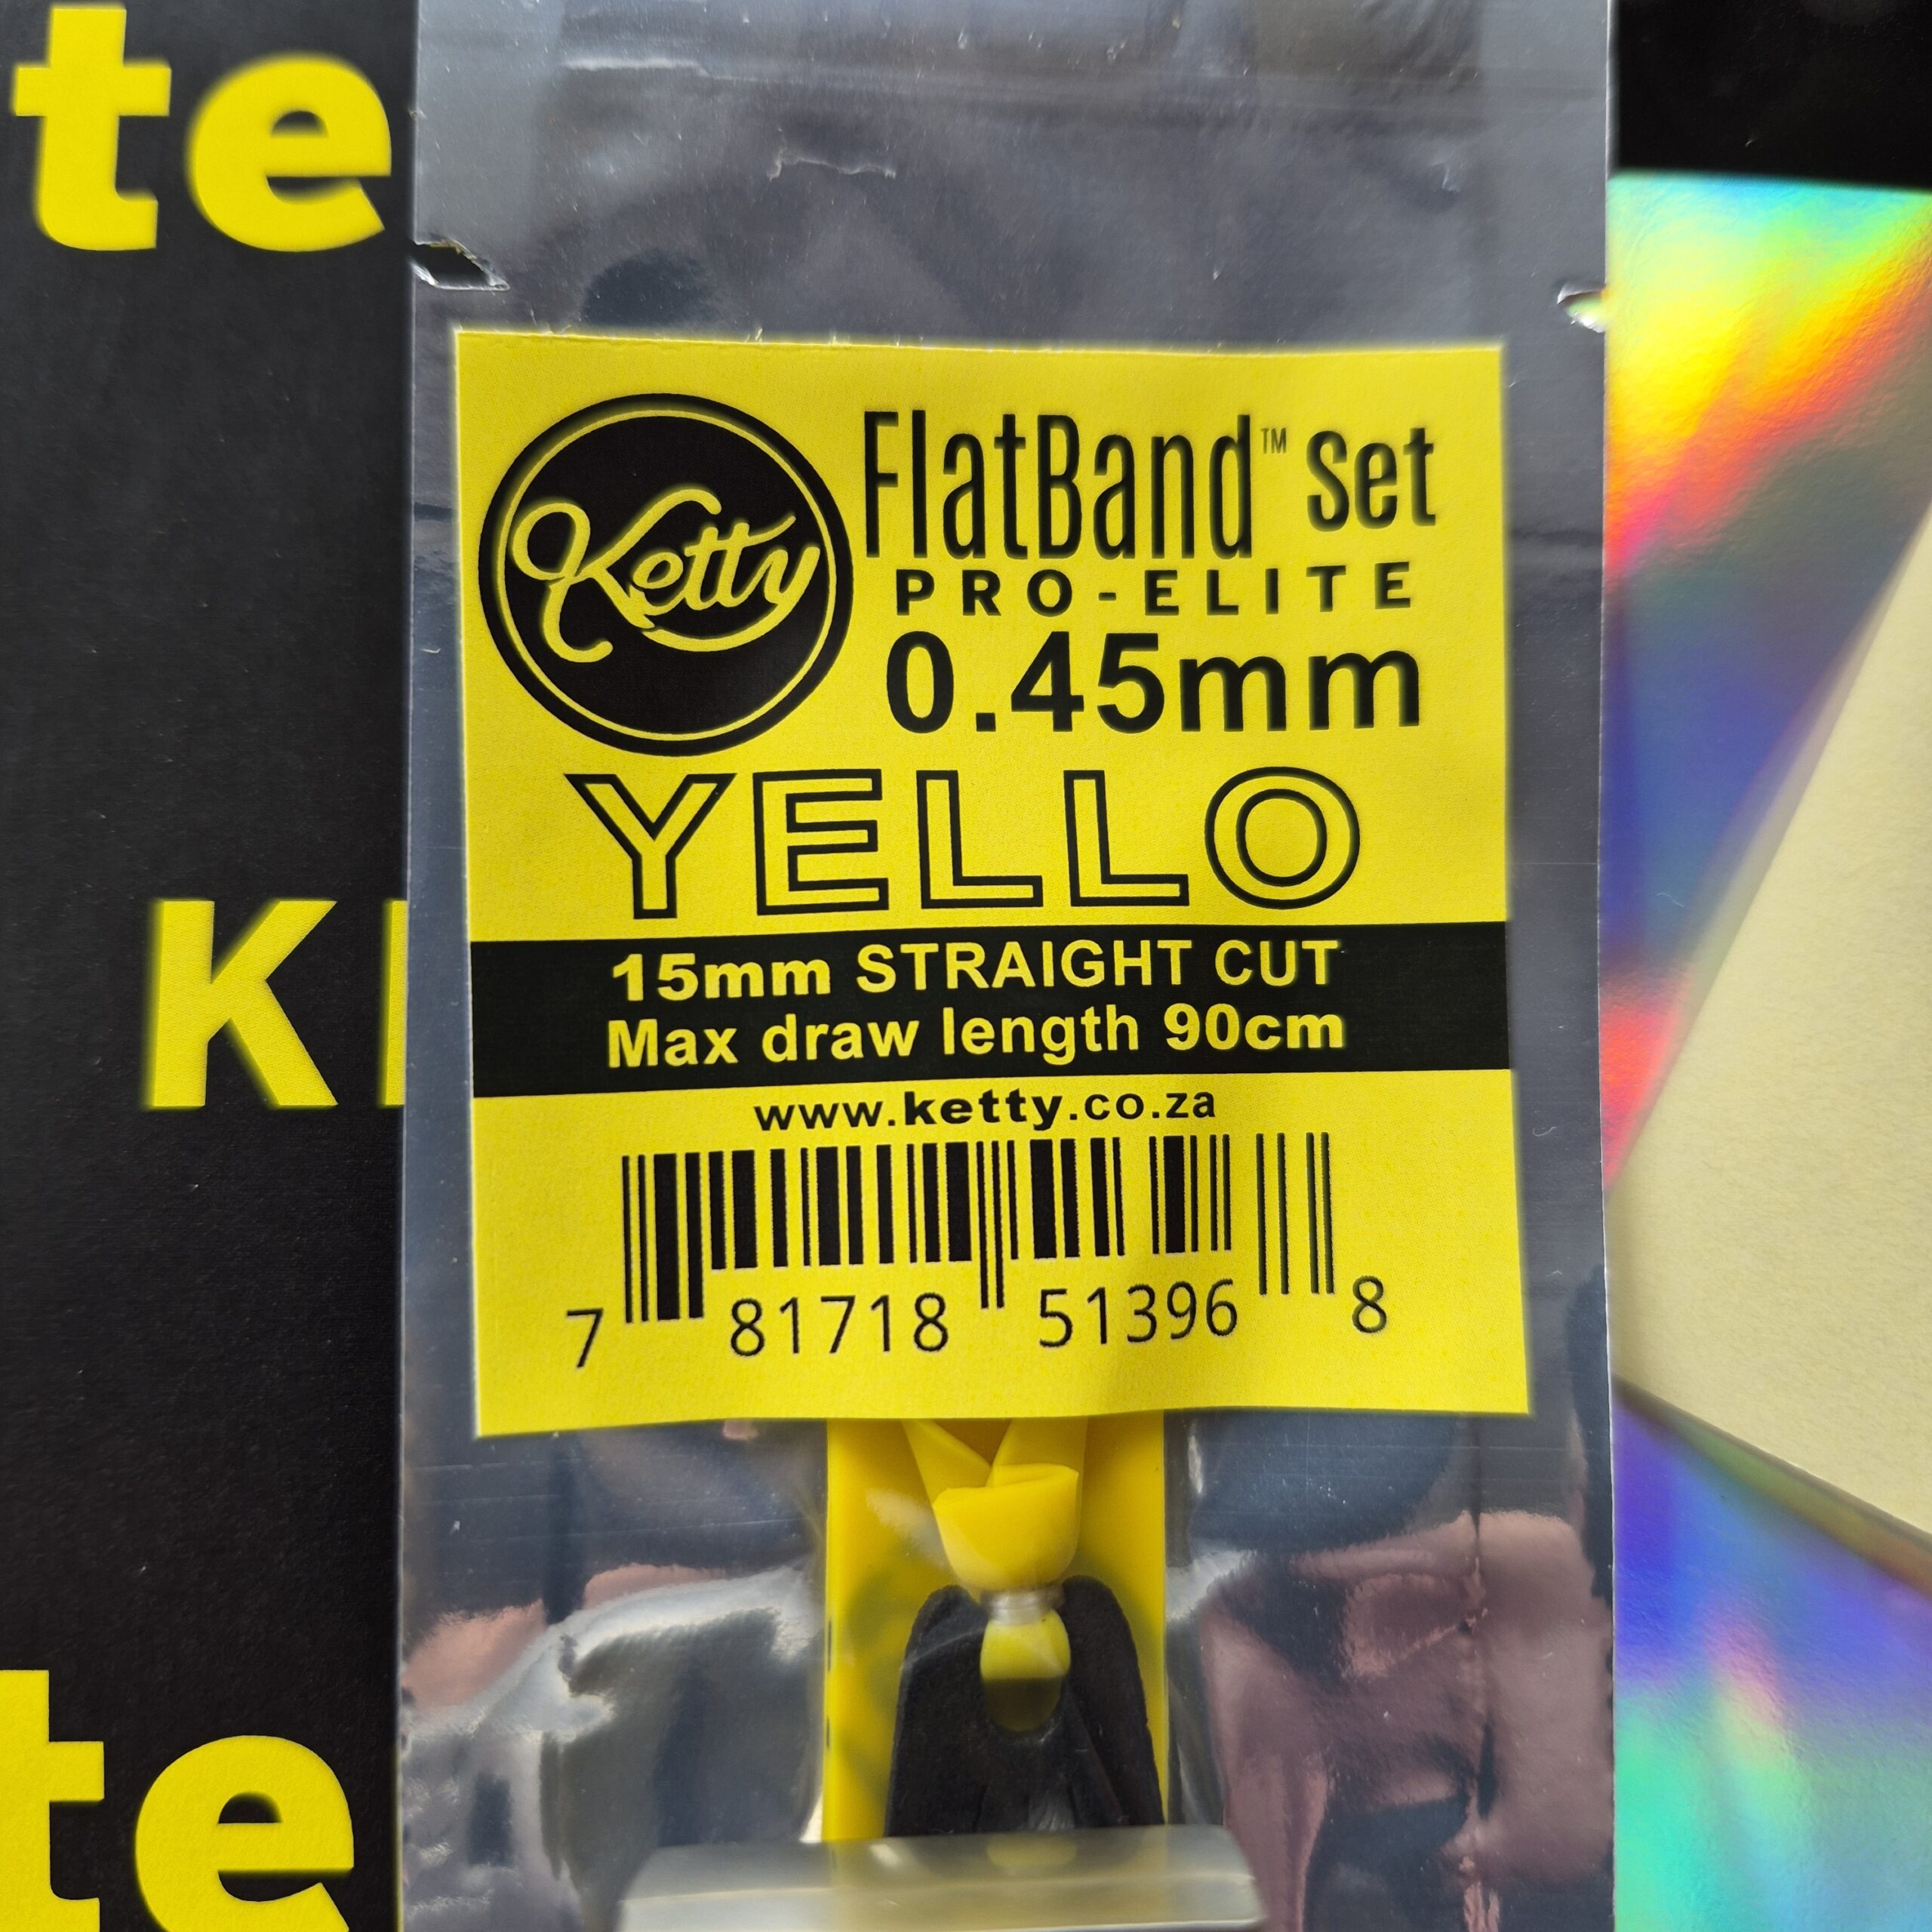 te
Ketty
FlatBand™ Set
PRO-ELITE
0.45mm
YELLO
15mm STRAIGHT CUT
Max draw length 90cm
www.ketty.co.za
7 81718 51396 8
K
te